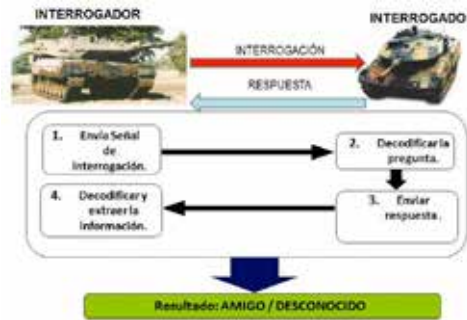 INTERROGADOR
INTERROGADO
INTERROGACIÓN
RESPUESTA
1. Envía Señal
de
interrogación.
2. Decodificar la
pregunta.
4. Decodificar y
extraer la
información.
3. Enviar
respuesta.
Resultado: AMIGO / DESCONOCIDO